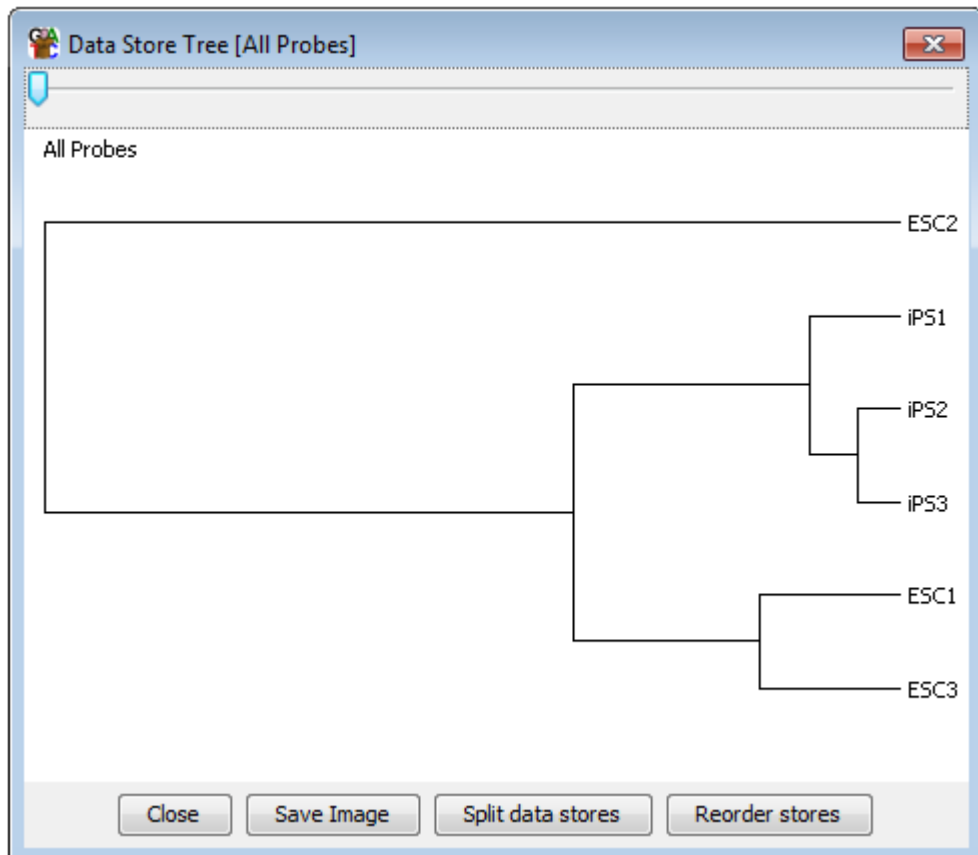 Data Store Tree [All Probes]
All Probes
ESC2
iPS1
iPS2
iPS3
ESC1
ESC3
Close Save Image Split data stores Reorder stores